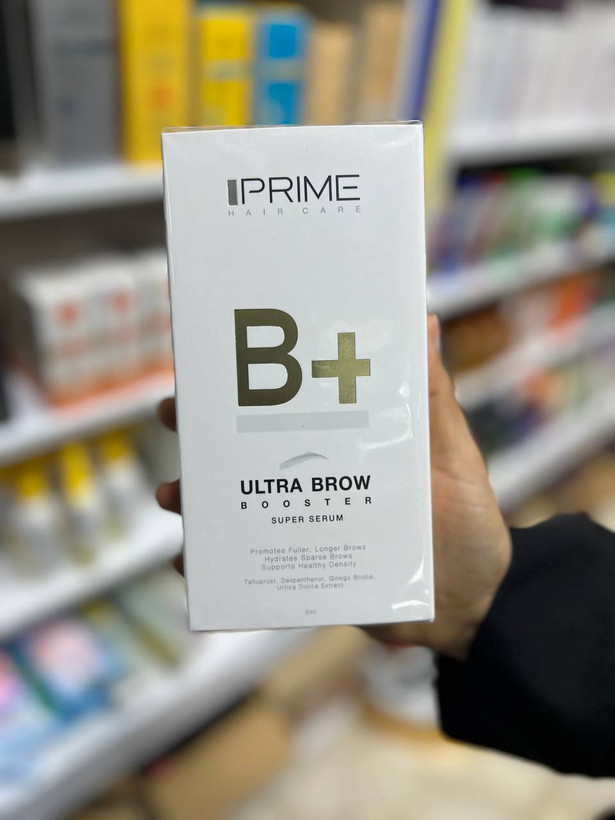 PRIME
HAIR CARE
B+
ULTRA BROW
BOOSTER
SUPER SERUM
Promotes Fuller, Longer Brows
Hydrates Sparse Brows
Supports Healthy Density
Tafluprost, Dexpanthenol, Ginkgo Biloba,
Urtica Dioica Extract